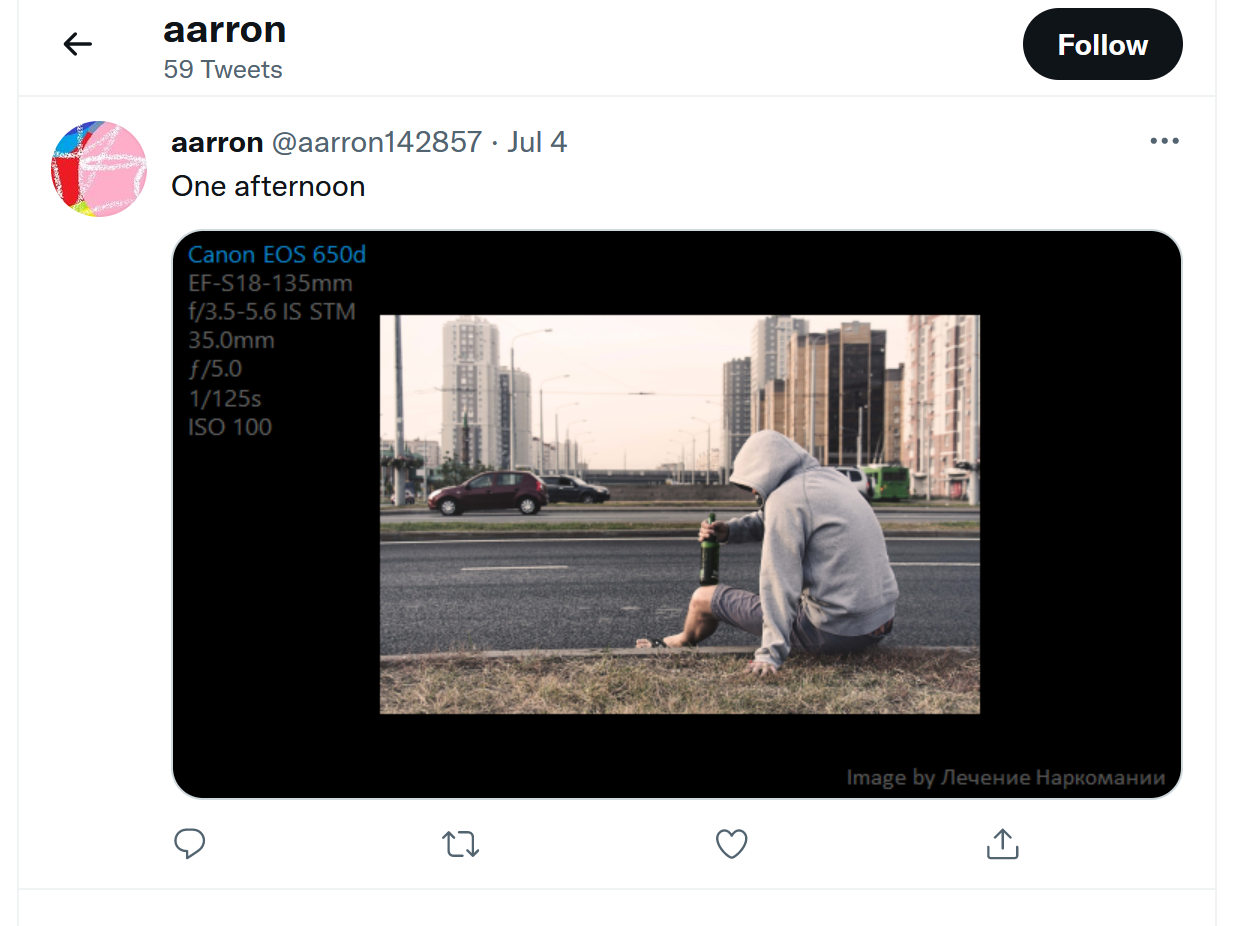 aarron
59 Tweets
Follow
aarron @aarron142857 · Jul 4
One afternoon
Canon EOS 650d
EF-S18-135mm
f/3.5-5.6 IS STM
35.0mm
ƒ/5.0
1/125s
ISO 100
Image by Лечение Наркомании